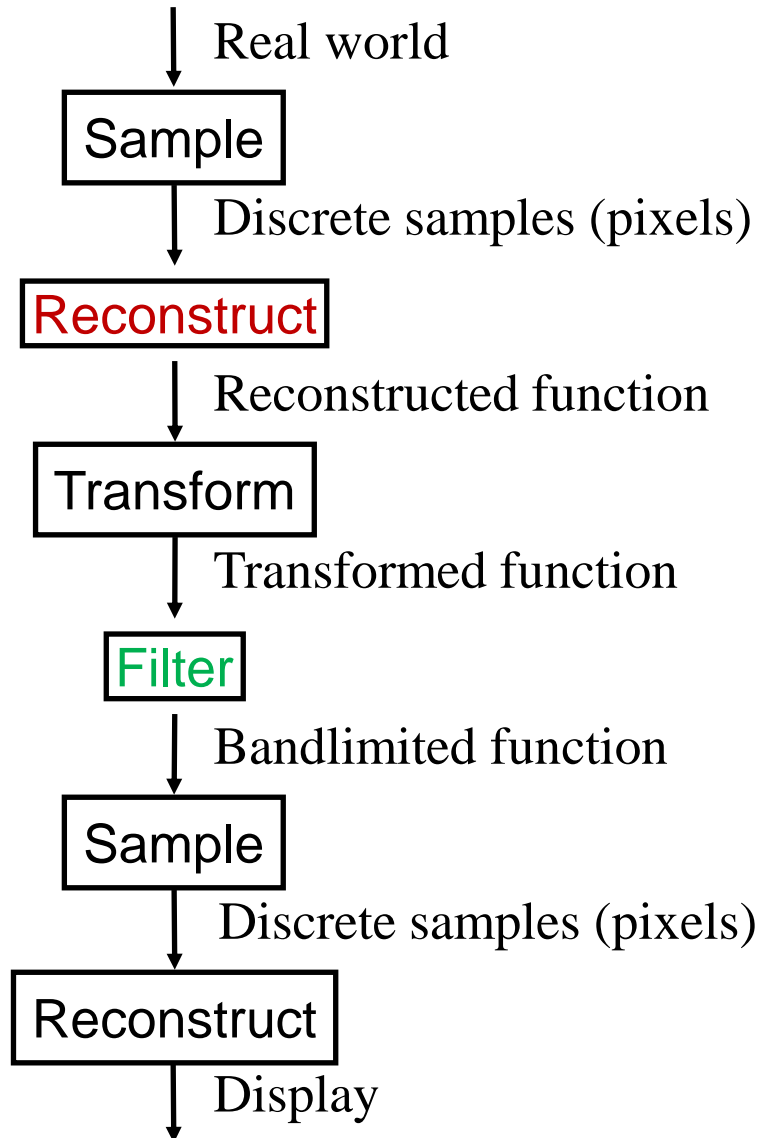 Real world
Sample
Discrete samples (pixels)
Reconstruct
Reconstructed function
Transform
Transformed function
Filter
Bandlimited function
Sample
Discrete samples (pixels)
Reconstruct
Display